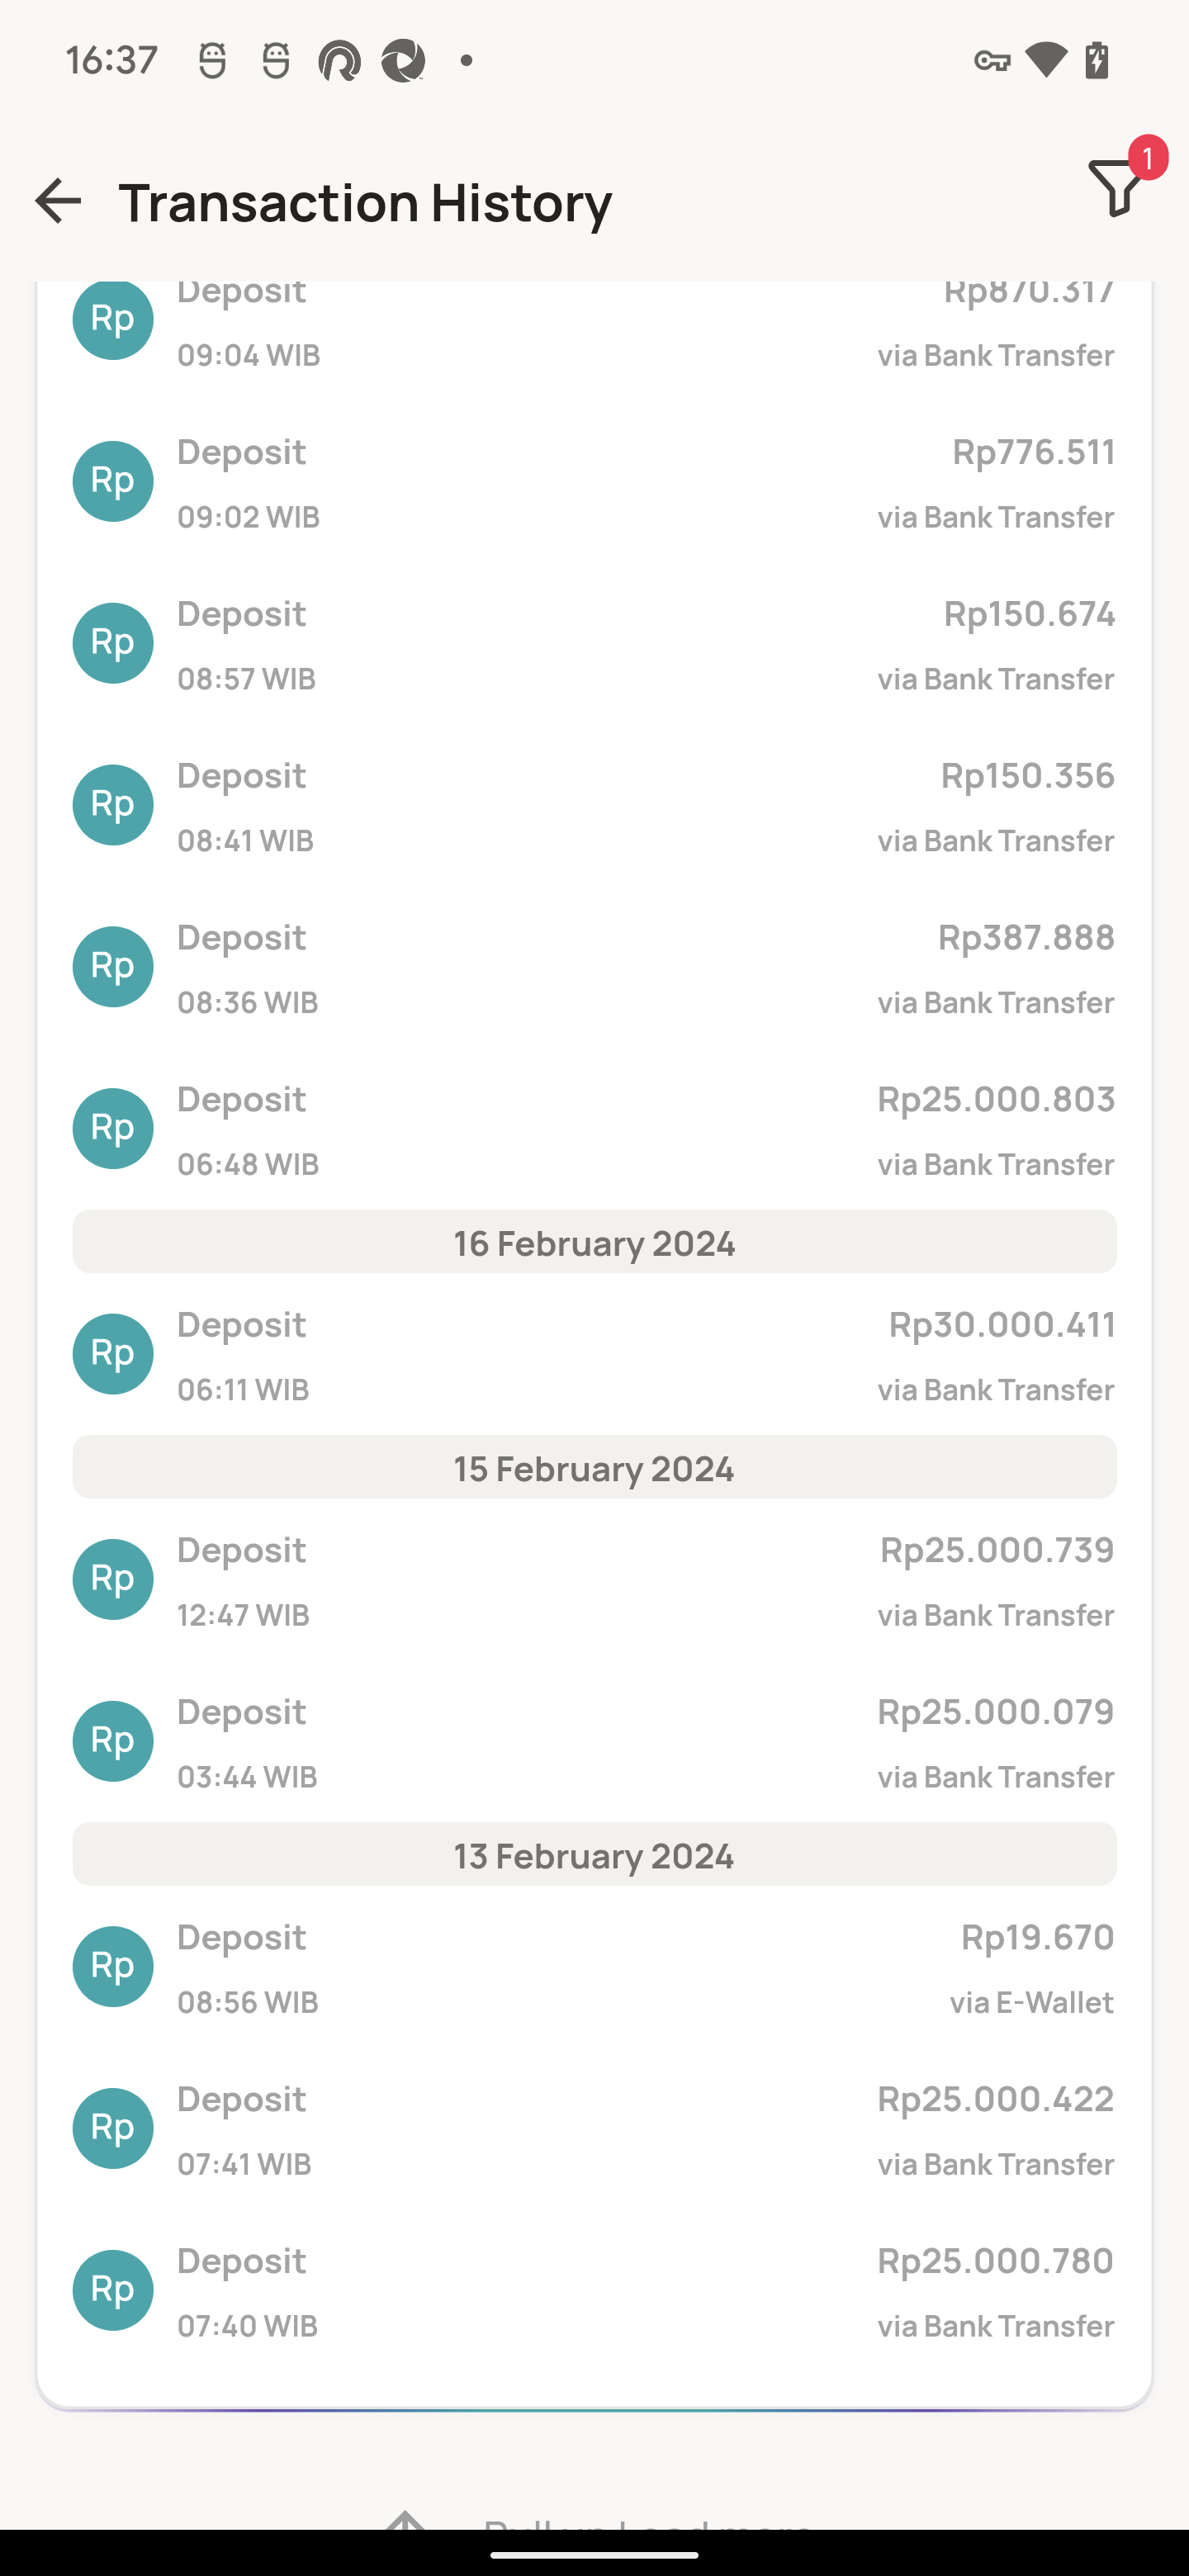 16:37
Transaction History
1
Rp
Deposit
Rp870.317
09:04 WIB
via Bank Transfer
Rp
Deposit
Rp776.511
09:02 WIB
via Bank Transfer
Rp
Deposit
Rp150.674
08:57 WIB
via Bank Transfer
Rp
Deposit
Rp150.356
08:41 WIB
via Bank Transfer
Rp
Deposit
Rp387.888
08:36 WIB
via Bank Transfer
Rp
Deposit
Rp25.000.803
06:48 WIB
via Bank Transfer
16 February 2024
Rp
Deposit
Rp30.000.411
06:11 WIB
via Bank Transfer
15 February 2024
Rp
Deposit
Rp25.000.739
12:47 WIB
via Bank Transfer
Rp
Deposit
Rp25.000.079
03:44 WIB
via Bank Transfer
13 February 2024
Rp
Deposit
Rp19.670
08:56 WIB
via E-Wallet
Rp
Deposit
Rp25.000.422
07:41 WIB
via Bank Transfer
Rp
Deposit
Rp25.000.780
07:40 WIB
via Bank Transfer
Pull up Load more